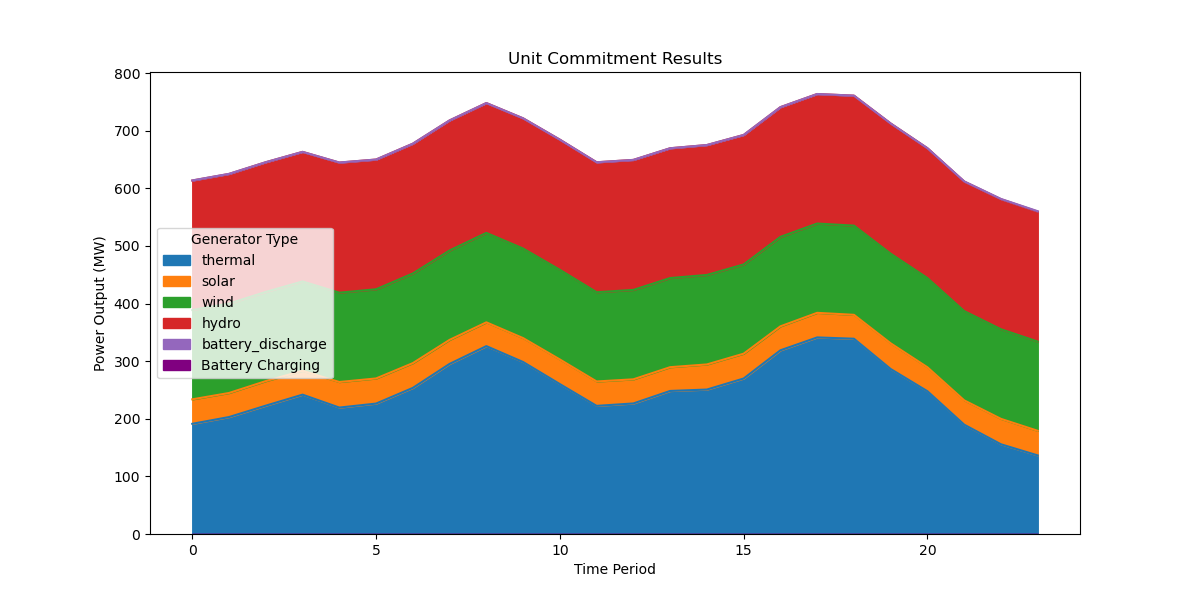 Unit Commitment Results
800
700
600
500
400
300
200
100
0
Power Output (MW)
Generator Type
thermal
solar
wind
hydro
battery_discharge
Battery Charging
0 5 10 15 20
Time Period